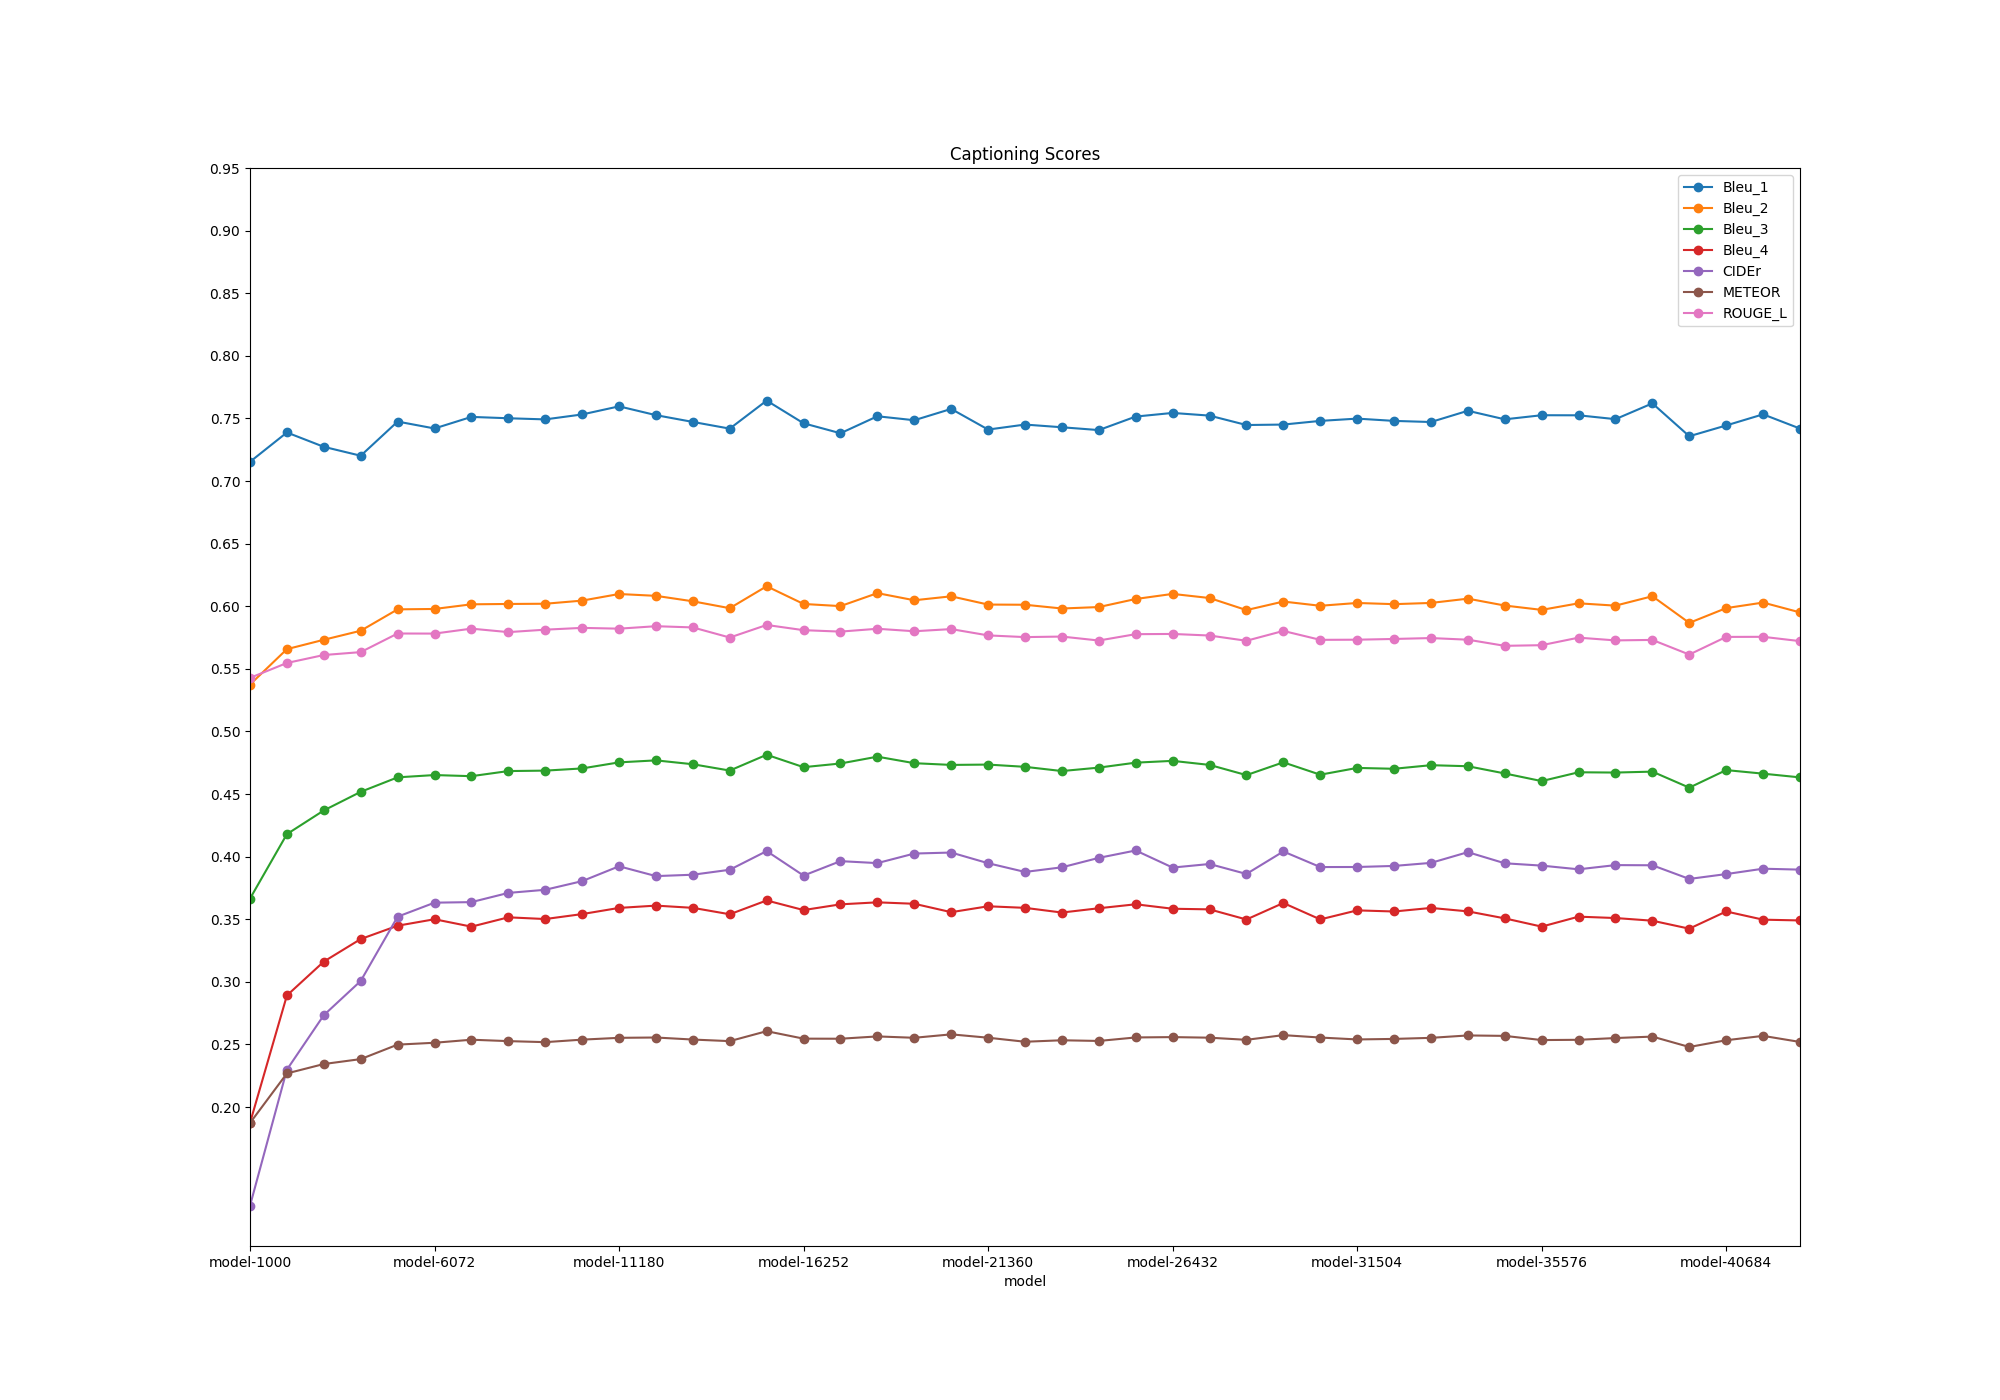 Captioning Scores
0.95
0.90
0.85
0.80
0.75
0.70
0.65
0.60
0.55
0.50
0.45
0.40
0.35
0.30
0.25
0.20
Bleu_1
Bleu_2
Bleu_3
Bleu_4
CIDEr
METEOR
ROUGE_L
model-1000 model-6072 model-11180 model-16252 model-21360 model-26432 model-31504 model-35576 model-40684
model